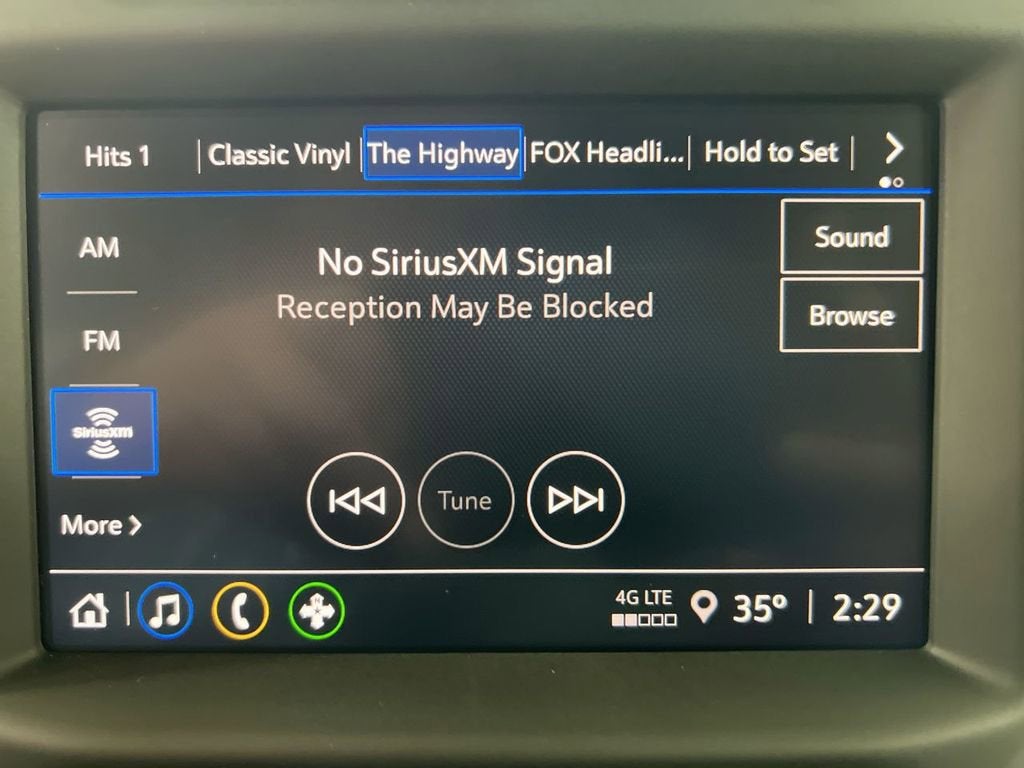 Hits 1 Classic Vinyl The Highway FOX Headli... Hold to Set
AM
No SiriusXM Signal
Reception May Be Blocked
Sound
Browse
FM
SiriusXM
More
Tune
4G LTE
35° 2:29